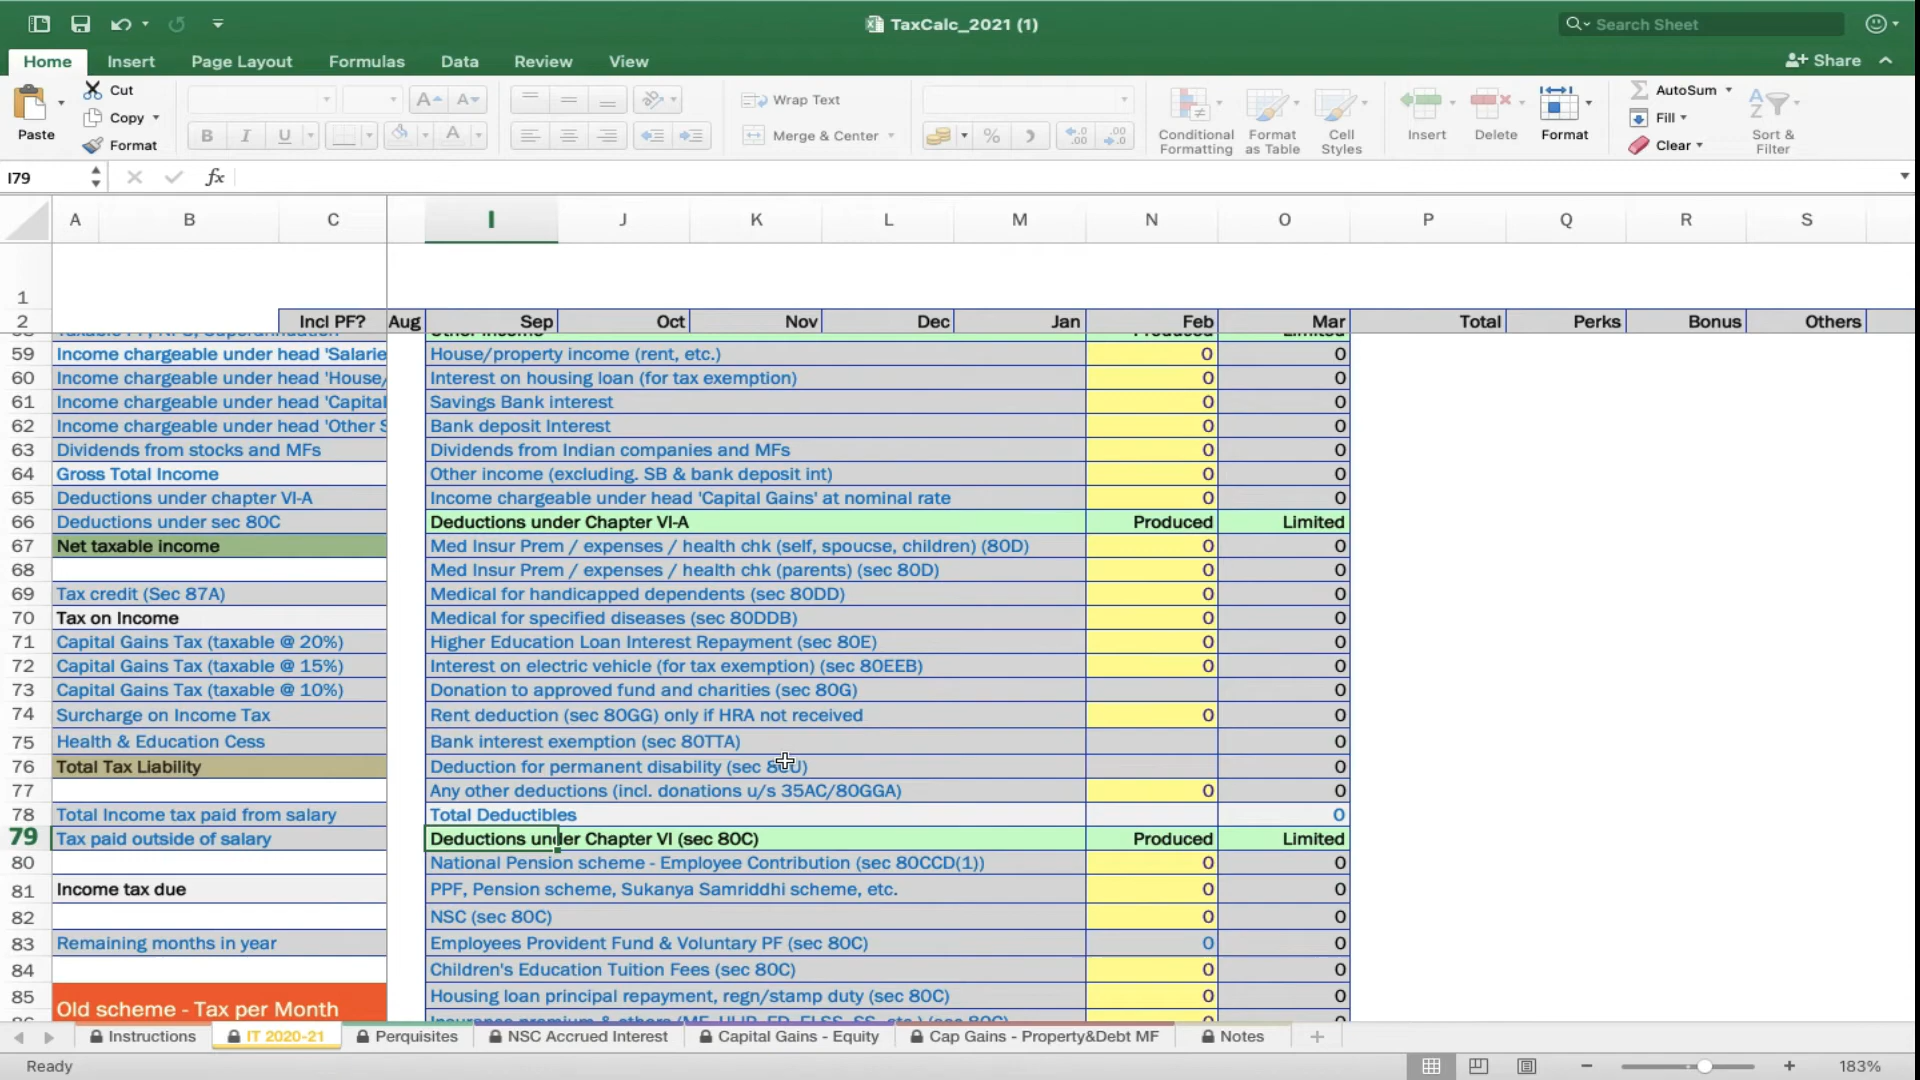 TaxCalc_2021 (1)
Search Sheet
Home Insert Page Layout Formulas Data Review View
Share
Paste
Cut
Copy
Format
A A
B I U A
Wrap Text
Merge & Center
%
.0 .00
.00 .0
Conditional Formatting
Format as Table
Cell Styles
Insert
Delete
Format
AutoSum
Fill
Clear
Sort & Filter
I79
fx
A B C I J K L M N O P Q R S
1
2 Incl PF? Aug Sep Oct Nov Dec Jan Feb Mar Total Perks Bonus Others
59 Income chargeable under head 'Salarie House/property income (rent, etc.) 0 0
60 Income chargeable under head 'House/ Interest on housing loan (for tax exemption) 0 0
61 Income chargeable under head 'Capital Savings Bank interest 0 0
62 Income chargeable under head 'Other S Bank deposit Interest 0 0
63 Dividends from stocks and MFs Dividends from Indian companies and MFs 0 0
64 Gross Total Income Other income (excluding. SB & bank deposit int) 0 0
65 Deductions under chapter VI-A Income chargeable under head 'Capital Gains' at nominal rate 0 0
66 Deductions under sec 80C Deductions under Chapter VI-A Produced Limited
67 Net taxable income Med Insur Prem / expenses / health chk (self, spoucse, children) (80D) 0 0
68 Med Insur Prem / expenses / health chk (parents) (sec 80D) 0 0
69 Tax credit (Sec 87A) Medical for handicapped dependents (sec 80DD) 0 0
70 Tax on Income Medical for specified diseases (sec 80DDB) 0 0
71 Capital Gains Tax (taxable @ 20%) Higher Education Loan Interest Repayment (sec 80E) 0 0
72 Capital Gains Tax (taxable @ 15%) Interest on electric vehicle (for tax exemption) (sec 80EEB) 0 0
73 Capital Gains Tax (taxable @ 10%) Donation to approved fund and charities (sec 80G) 0
74 Surcharge on Income Tax Rent deduction (sec 80GG) only if HRA not received 0 0
75 Health & Education Cess Bank interest exemption (sec 80TTA) 0
76 Total Tax Liability Deduction for permanent disability (sec 80U) 0
77 Any other deductions (incl. donations u/s 35AC/80GGA) 0 0
78 Total Income tax paid from salary Total Deductibles 0
79 Tax paid outside of salary Deductions under Chapter VI (sec 80C) Produced Limited
80 National Pension scheme - Employee Contribution (sec 80CCD(1)) 0 0
81 Income tax due PPF, Pension scheme, Sukanya Samriddhi scheme, etc. 0 0
82 NSC (sec 80C) 0 0
83 Remaining months in year Employees Provident Fund & Voluntary PF (sec 80C) 0 0
84 Children's Education Tuition Fees (sec 80C) 0 0
85 Old scheme - Tax per Month Housing loan principal repayment, regn/stamp duty (sec 80C) 0 0
Instructions IT 2020-21 Perquisites NSC Accrued Interest Capital Gains - Equity Cap Gains - Property&Debt MF Notes
Ready
183%